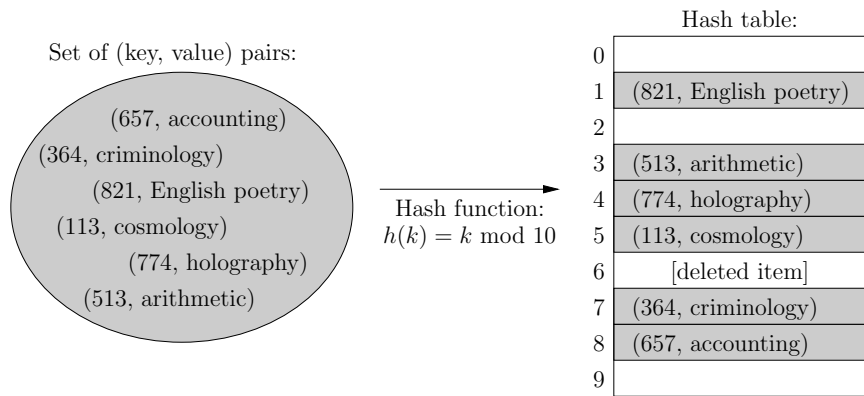 Set of (key, value) pairs:
(657, accounting)
(364, criminology)
(821, English poetry)
(113, cosmology)
(774, holography)
(513, arithmetic)
Hash function:
h(k) = k mod 10
Hash table:
0
1 (821, English poetry)
2
3 (513, arithmetic)
4 (774, holography)
5 (113, cosmology)
6 [deleted item]
7 (364, criminology)
8 (657, accounting)
9